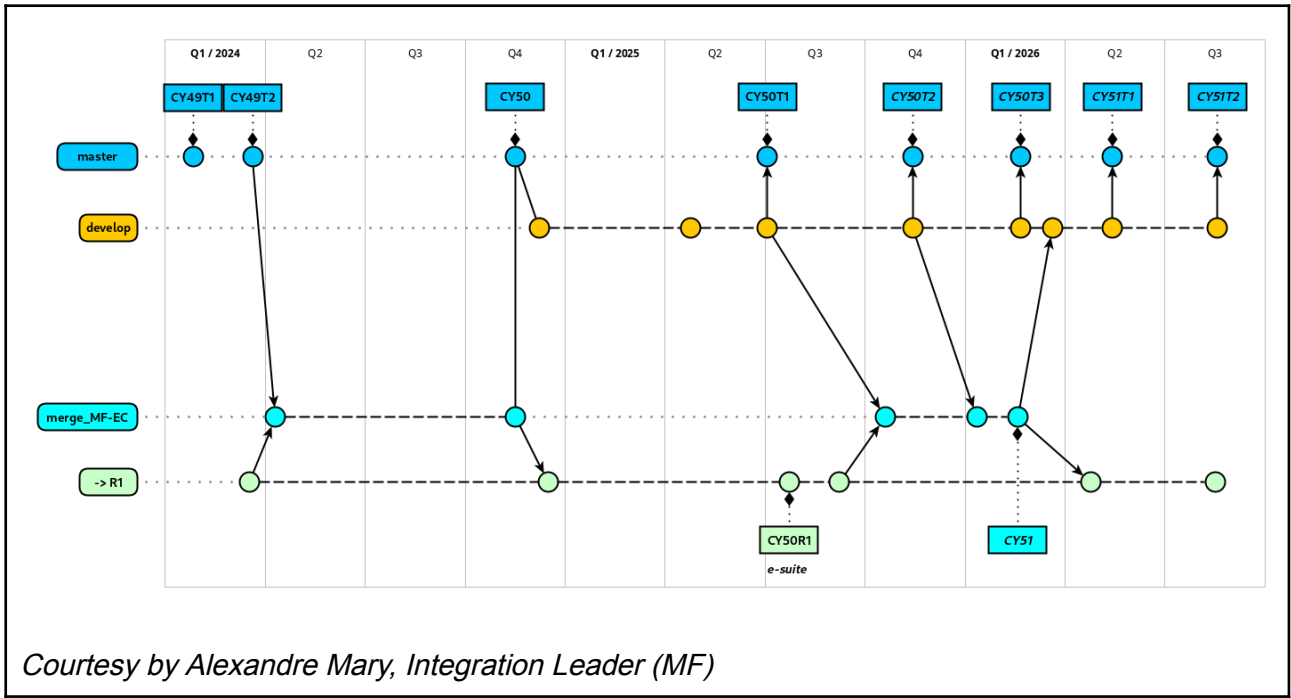 Q1 / 2024 Q2 Q3 Q4 Q1 / 2025 Q2 Q3 Q4 Q1 / 2026 Q2 Q3
CY49T1 CY49T2 CY50 CY50T1 CY50T2 CY50T3 CY51T1 CY51T2
master
develop
merge_MF-EC
-> R1
CY50R1 CY51
e-suite
Courtesy by Alexandre Mary, Integration Leader (MF)